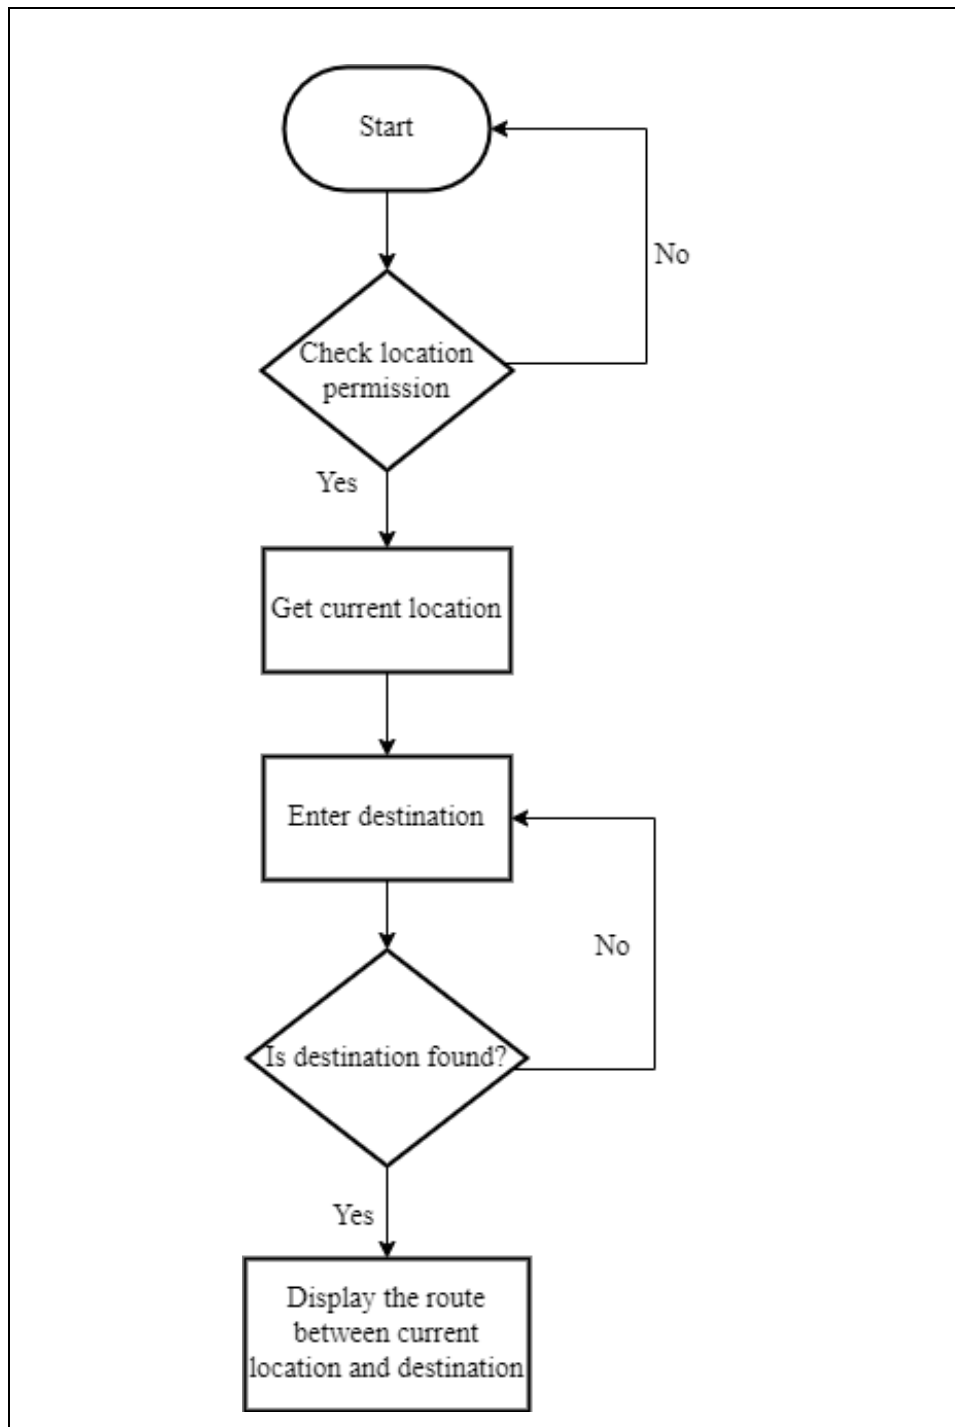 Start
No
Check location
permission
Yes
Get current location
Enter destination
No
Is destination found?
Yes
Display the route
between current
location and destination